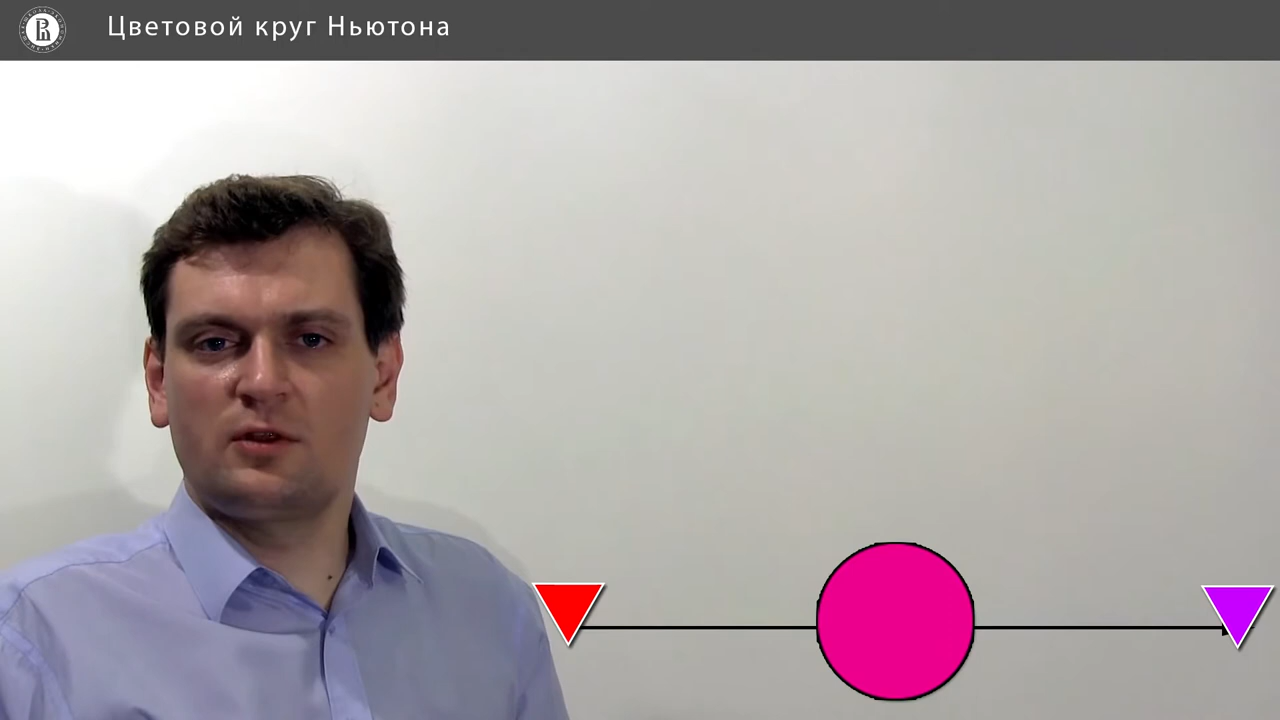 Цветовой круг Ньютона